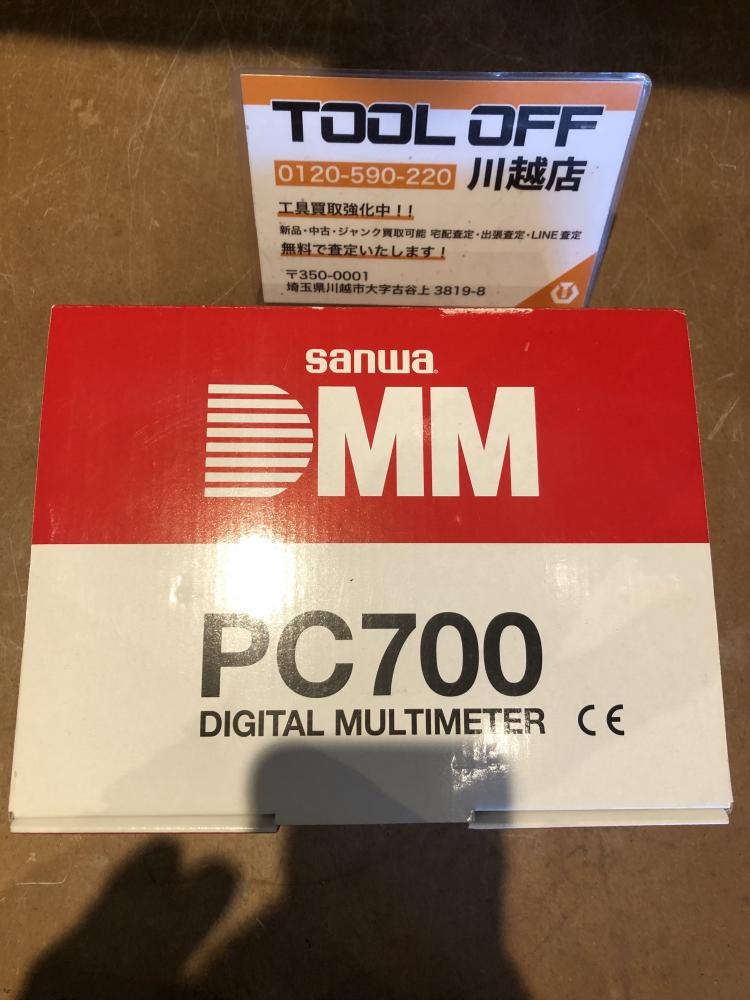 TOOL OFF
0120-590-220 川越店
工具買取強化中！！
新品・中古・ジャンク買取可能 宅配査定・出張査定・LINE査定
無料で査定いたします！
〒350-0001
埼玉県川越市大字古谷上 3819-8
sanwa®
DMM
PC700
DIGITAL MULTIMETER CE